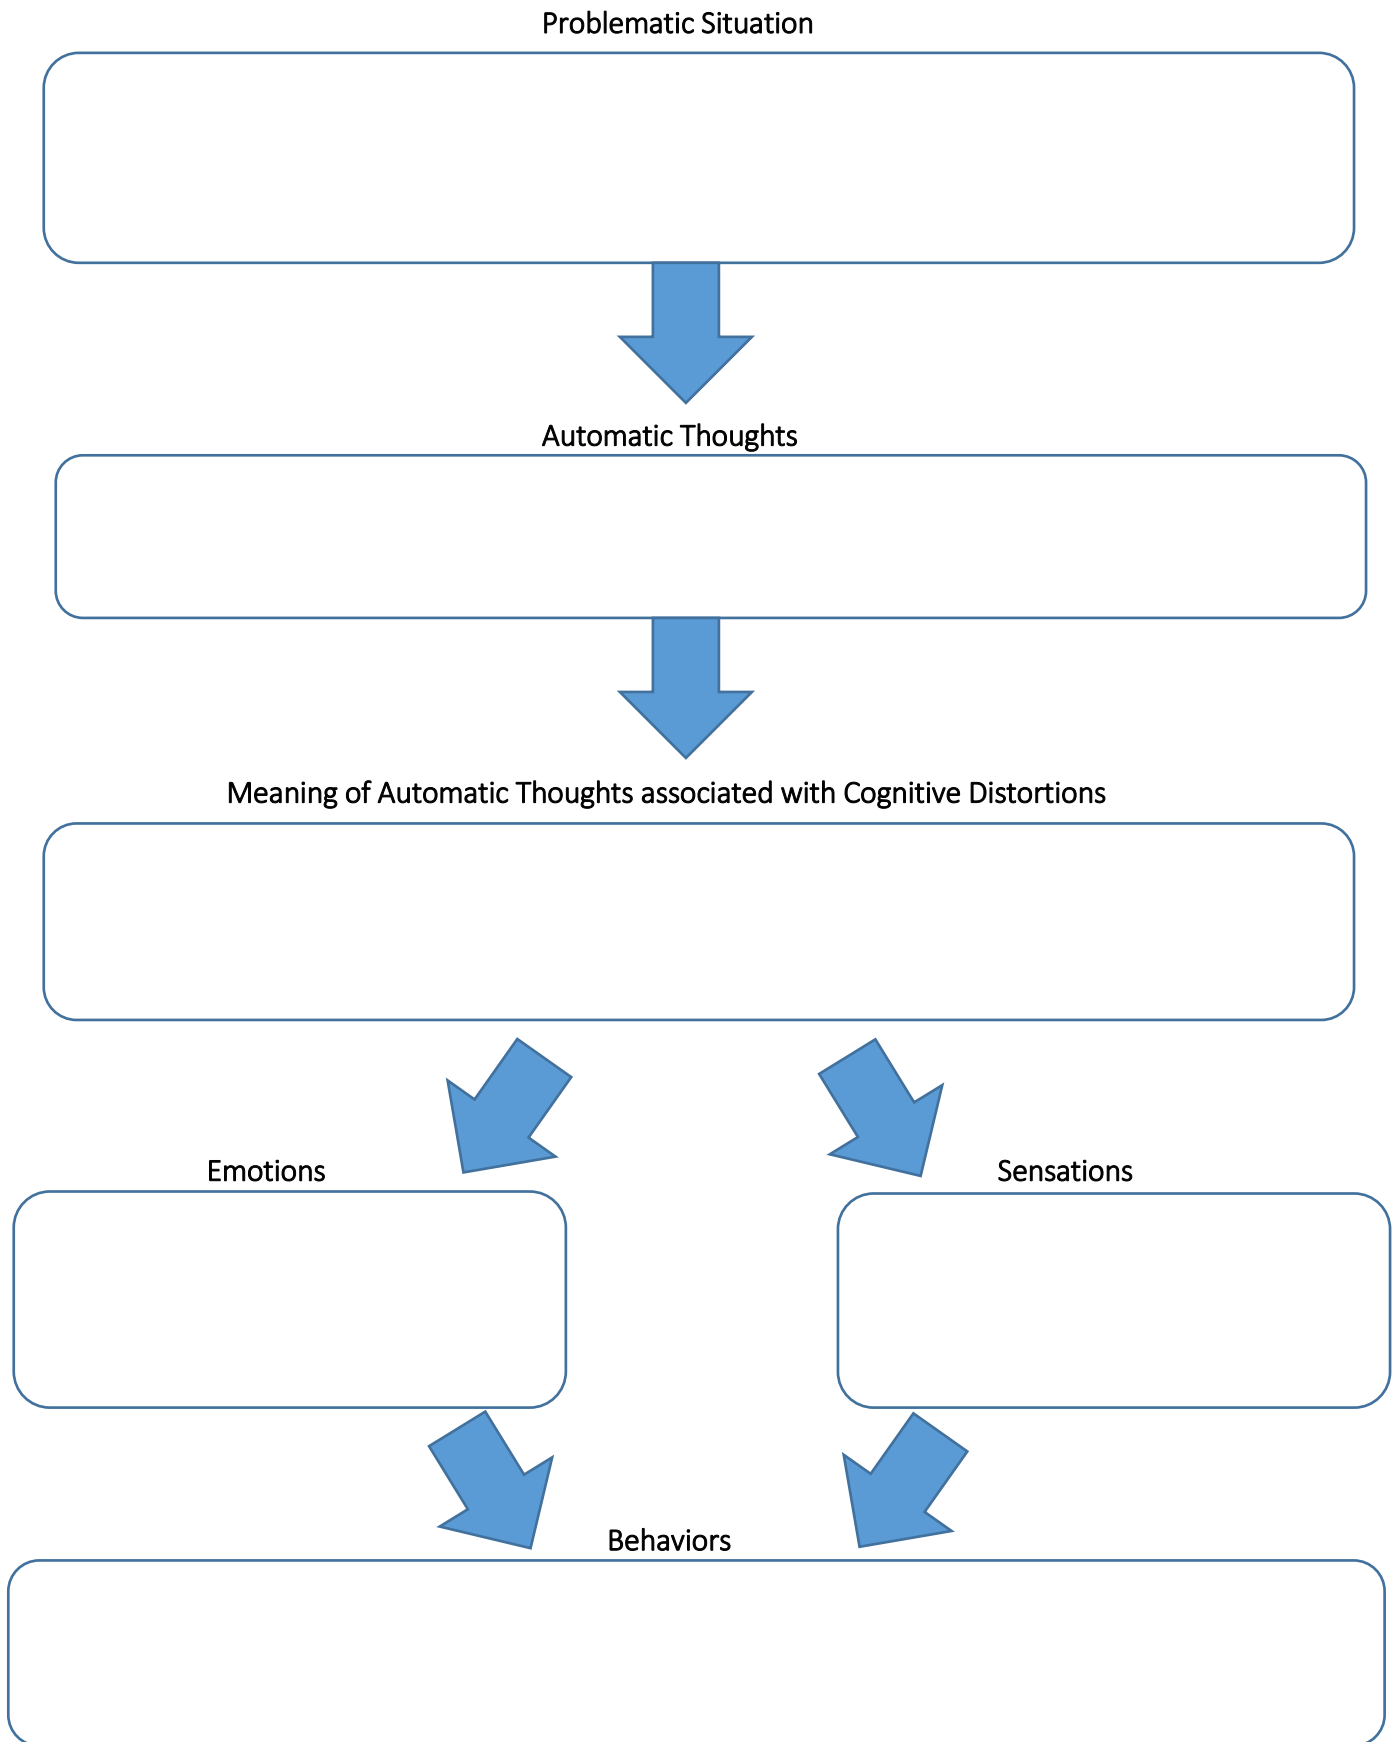 Problematic Situation
Automatic Thoughts
Meaning of Automatic Thoughts associated with Cognitive Distortions
Emotions
Sensations
Behaviors